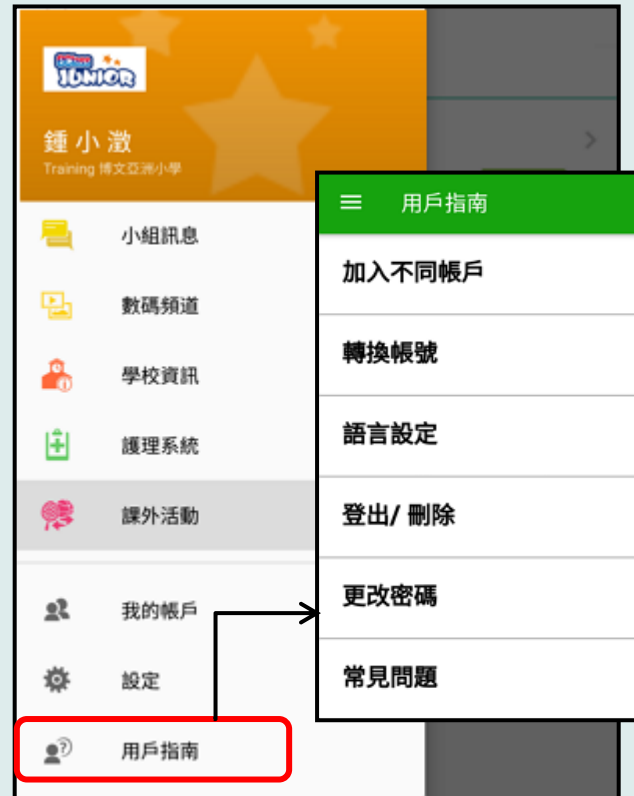 JUNIOR
鍾小澂
Training 博文亞洲小學
小組訊息
數碼頻道
學校資訊
護理系統
課外活動
我的帳戶
設定
用戶指南
用戶指南
加入不同帳戶
轉換帳號
語言設定
登出/ 刪除
更改密碼
常見問題